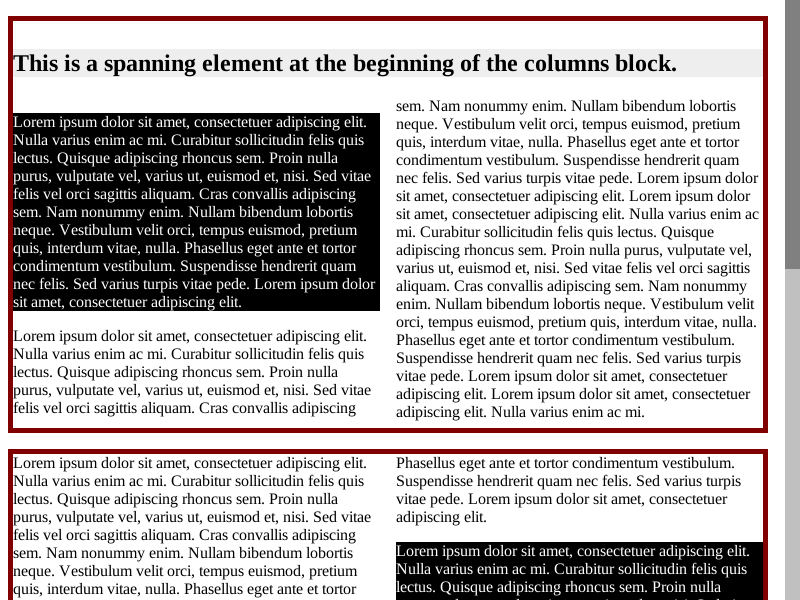 This is a spanning element at the beginning of the columns block.
Lorem ipsum dolor sit amet, consectetuer adipiscing elit.
Nulla varius enim ac mi. Curabitur sollicitudin felis quis
lectus. Quisque adipiscing rhoncus sem. Proin nulla
purus, vulputate vel, varius ut, euismod et, nisi. Sed vitae
felis vel orci sagittis aliquam. Cras convallis adipiscing
sem. Nam nonummy enim. Nullam bibendum lobortis
neque. Vestibulum velit orci, tempus euismod, pretium
quis, interdum vitae, nulla. Phasellus eget ante et tortor
condimentum vestibulum. Suspendisse hendrerit quam
nec felis. Sed varius turpis vitae pede. Lorem ipsum dolor
sit amet, consectetuer adipiscing elit.
Lorem ipsum dolor sit amet, consectetuer adipiscing elit.
Nulla varius enim ac mi. Curabitur sollicitudin felis quis
lectus. Quisque adipiscing rhoncus sem. Proin nulla
purus, vulputate vel, varius ut, euismod et, nisi. Sed vitae
felis vel orci sagittis aliquam. Cras convallis adipiscing
sem. Nam nonummy enim. Nullam bibendum lobortis
neque. Vestibulum velit orci, tempus euismod, pretium
quis, interdum vitae, nulla. Phasellus eget ante et tortor
condimentum vestibulum. Suspendisse hendrerit quam
nec felis. Sed varius turpis vitae pede. Lorem ipsum dolor
sit amet, consectetuer adipiscing elit. Lorem ipsum dolor
sit amet, consectetuer adipiscing elit. Nulla varius enim ac
mi. Curabitur sollicitudin felis quis lectus. Quisque
adipiscing rhoncus sem. Proin nulla purus, vulputate vel,
varius ut, euismod et, nisi. Sed vitae felis vel orci sagittis
aliquam. Cras convallis adipiscing sem. Nam nonummy
enim. Nullam bibendum lobortis neque. Vestibulum velit
orci, tempus euismod, pretium quis, interdum vitae, nulla.
Phasellus eget ante et tortor condimentum vestibulum.
Suspendisse hendrerit quam nec felis. Sed varius turpis
vitae pede. Lorem ipsum dolor sit amet, consectetuer
adipiscing elit. Lorem ipsum dolor sit amet, consectetuer
adipiscing elit. Nulla varius enim ac mi.
Lorem ipsum dolor sit amet, consectetuer adipiscing elit.
Nulla varius enim ac mi. Curabitur sollicitudin felis quis
lectus. Quisque adipiscing rhoncus sem. Proin nulla
purus, vulputate vel, varius ut, euismod et, nisi. Sed vitae
felis vel orci sagittis aliquam. Cras convallis adipiscing
sem. Nam nonummy enim. Nullam bibendum lobortis
neque. Vestibulum velit orci, tempus euismod, pretium
quis, interdum vitae, nulla. Phasellus eget ante et tortor
Phasellus eget ante et tortor condimentum vestibulum.
Suspendisse hendrerit quam nec felis. Sed varius turpis
vitae pede. Lorem ipsum dolor sit amet, consectetuer
adipiscing elit.
Lorem ipsum dolor sit amet, consectetuer adipiscing elit.
Nulla varius enim ac mi. Curabitur sollicitudin felis quis
lectus. Quisque adipiscing rhoncus sem. Proin nulla